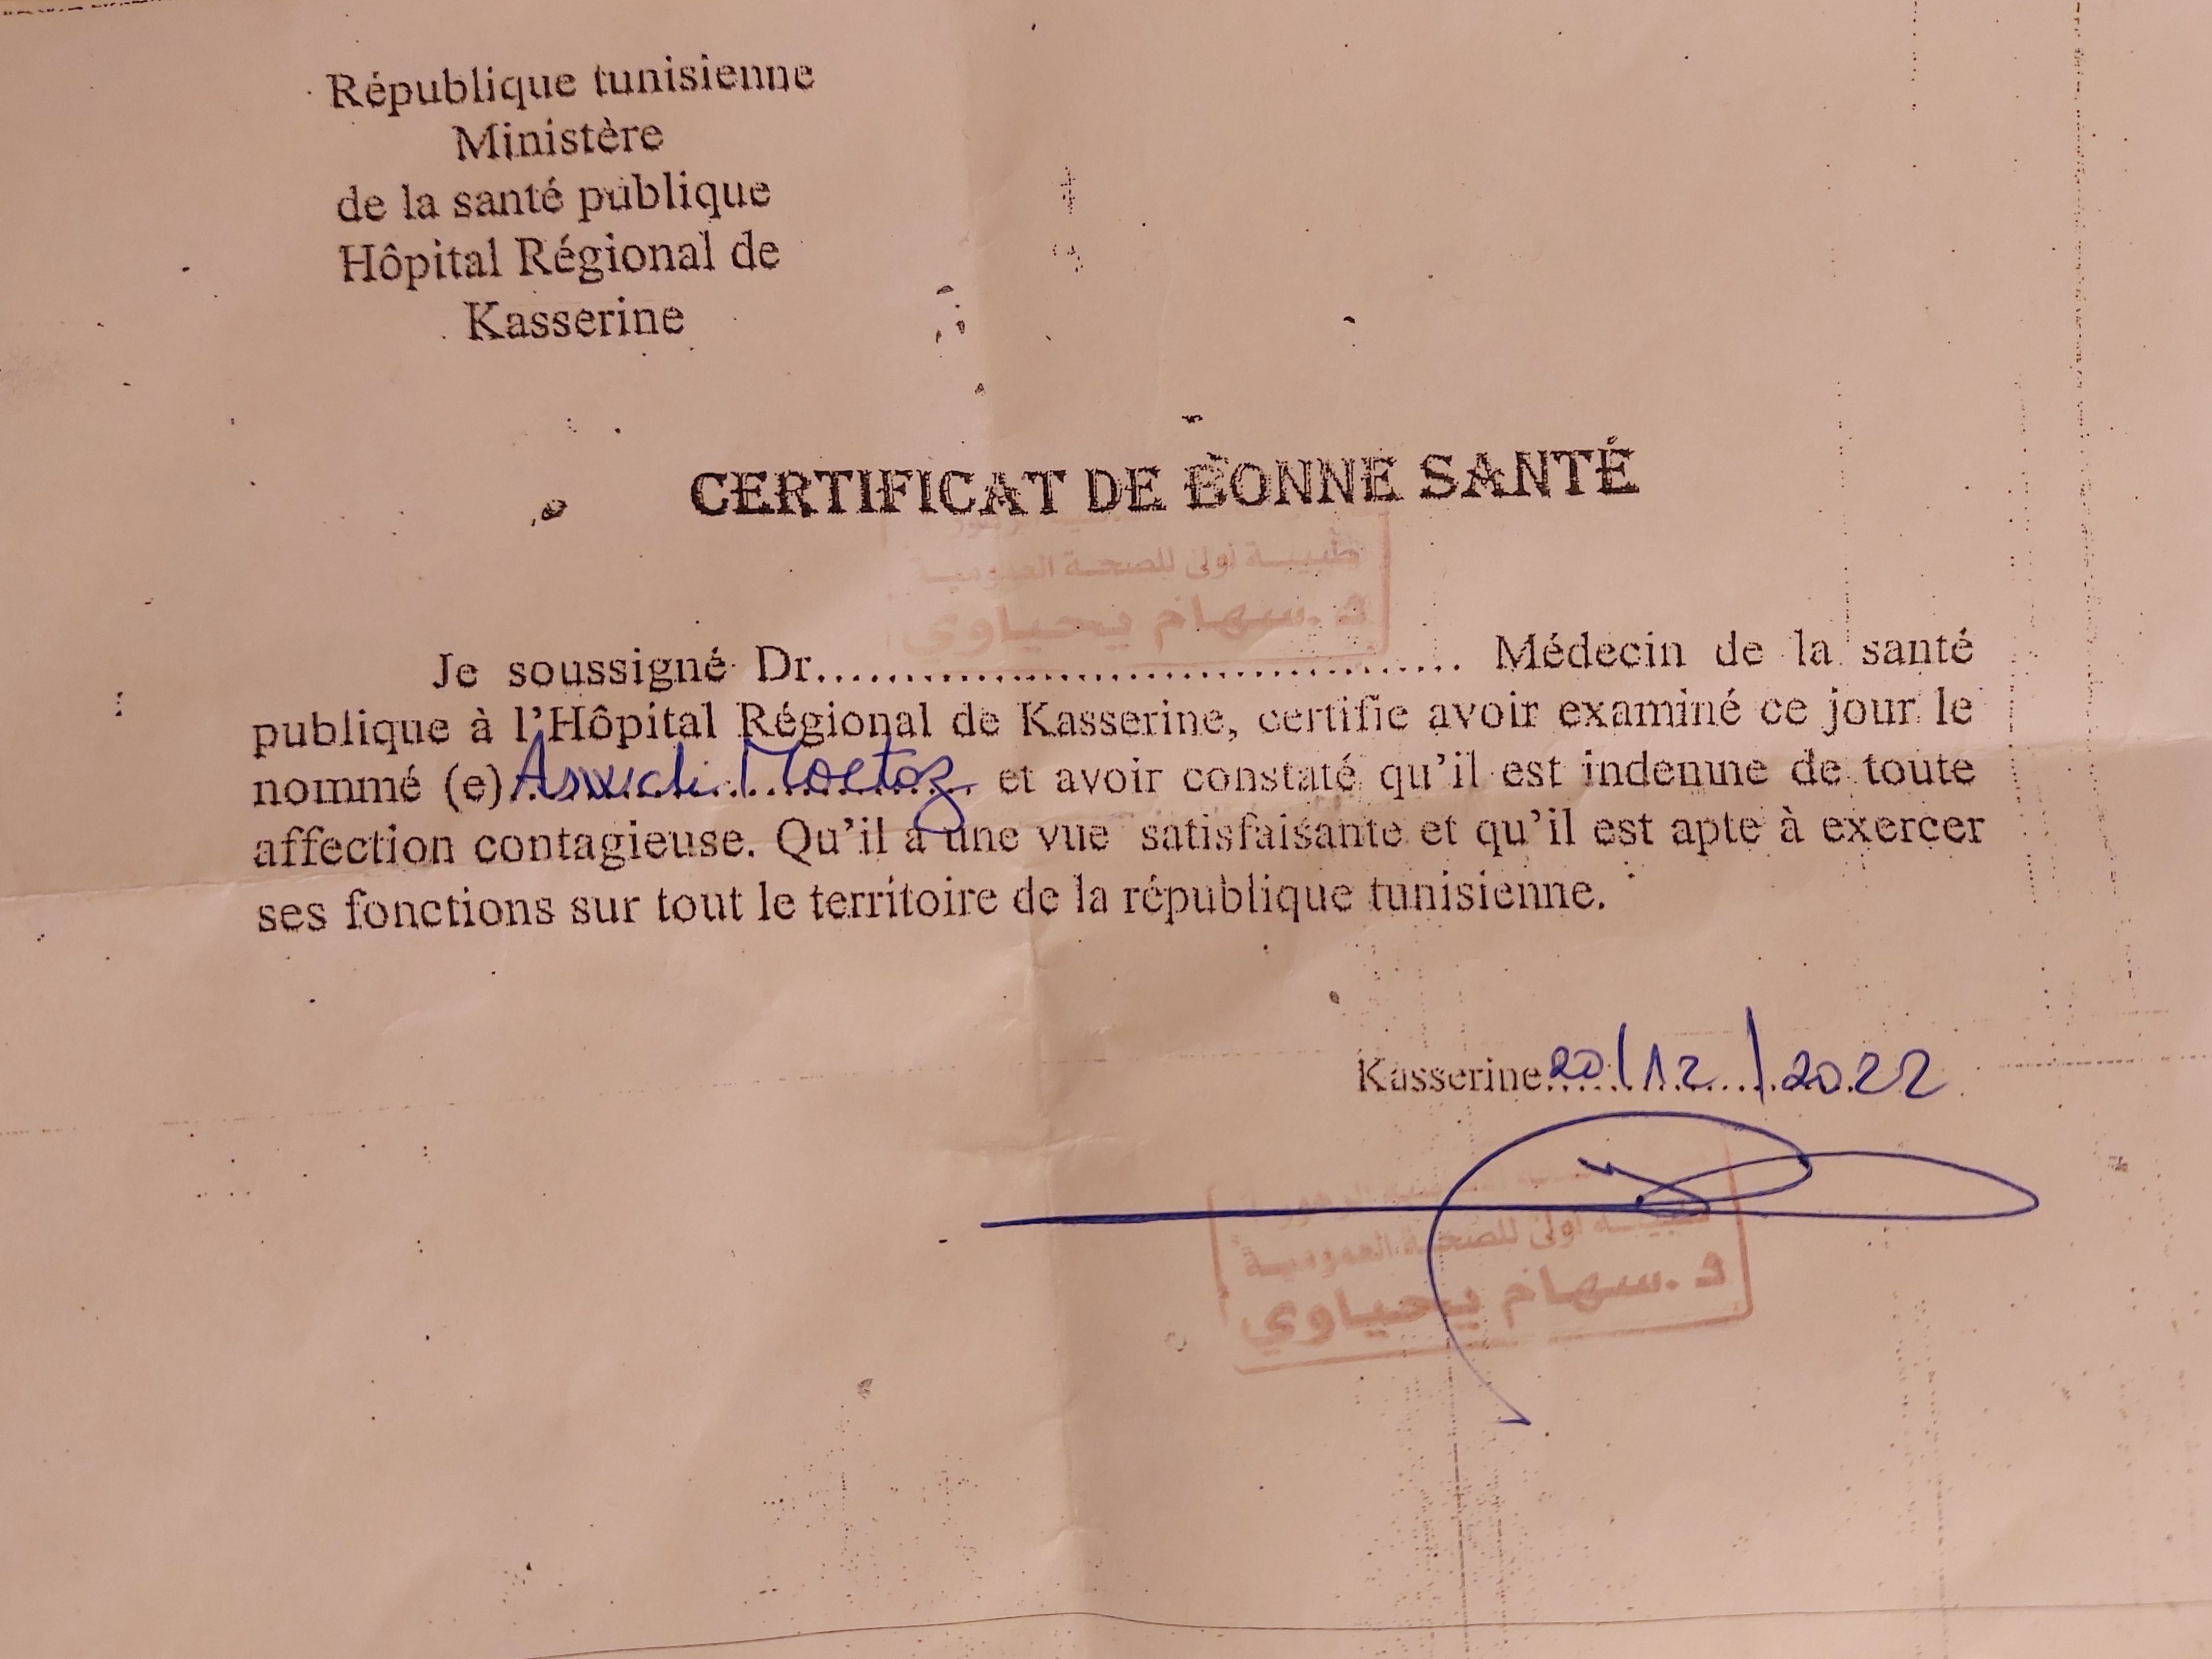 République tunisienne
Ministère
de la santé publique
Hôpital Régional de
Kasserine
CERTIFICAT DE BONNE SANTÉ
طبيبة أولى للصحة العمومية
د.سهام يحياوي
Je soussigné Dr.......................................... Médecin de la santé
publique à l'Hôpital Régional de Kasserine, certifie avoir examiné ce jour le
nommé (e) Moetaz et avoir constaté qu'il est indemne de toute
affection contagieuse. Qu'il a une vue satisfaisante et qu'il est apte à exercer
ses fonctions sur tout le territoire de la république tunisienne.
Kasserine 20/12/2022
طبيبة أولى للصحة العمومية
د.سهام يحياوي